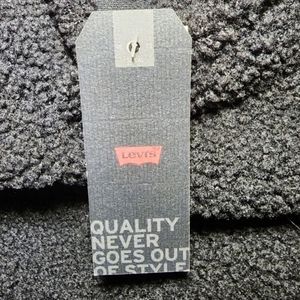 Levi's
QUALITY
NEVER
GOES OUT
OF STYLE